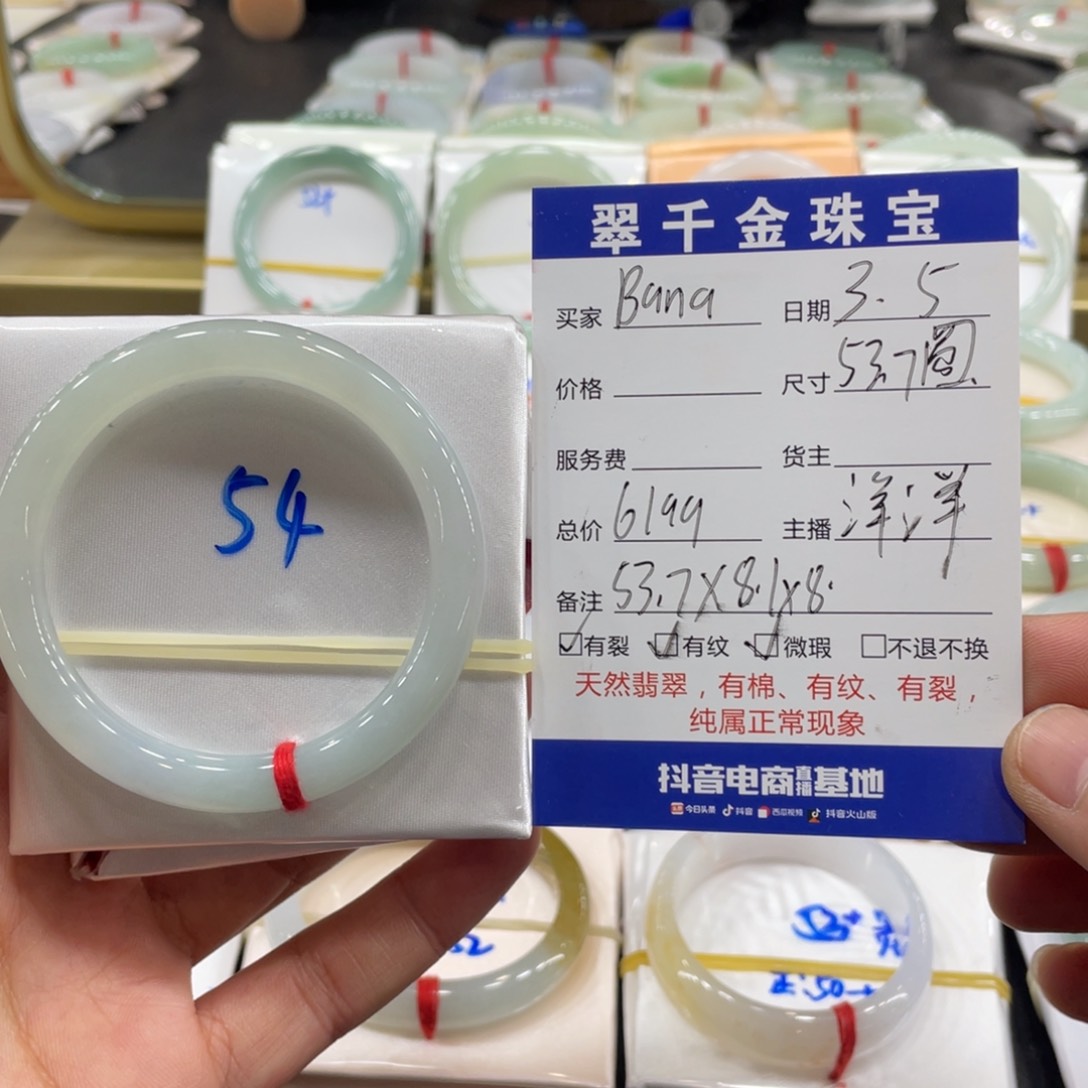 翠千金珠宝
买家 Bana 日期 3.5
价格 尺寸 53.7圆
服务费 货主
总价 6199 主播 洋洋
备注 53.7X8.1X8.
有裂 有纹 微瑕 不退不换
天然翡翠，有棉、有纹、有裂，
纯属正常现象
抖音电商直播基地
今日头条 抖音 西瓜视频 抖音火山版
54